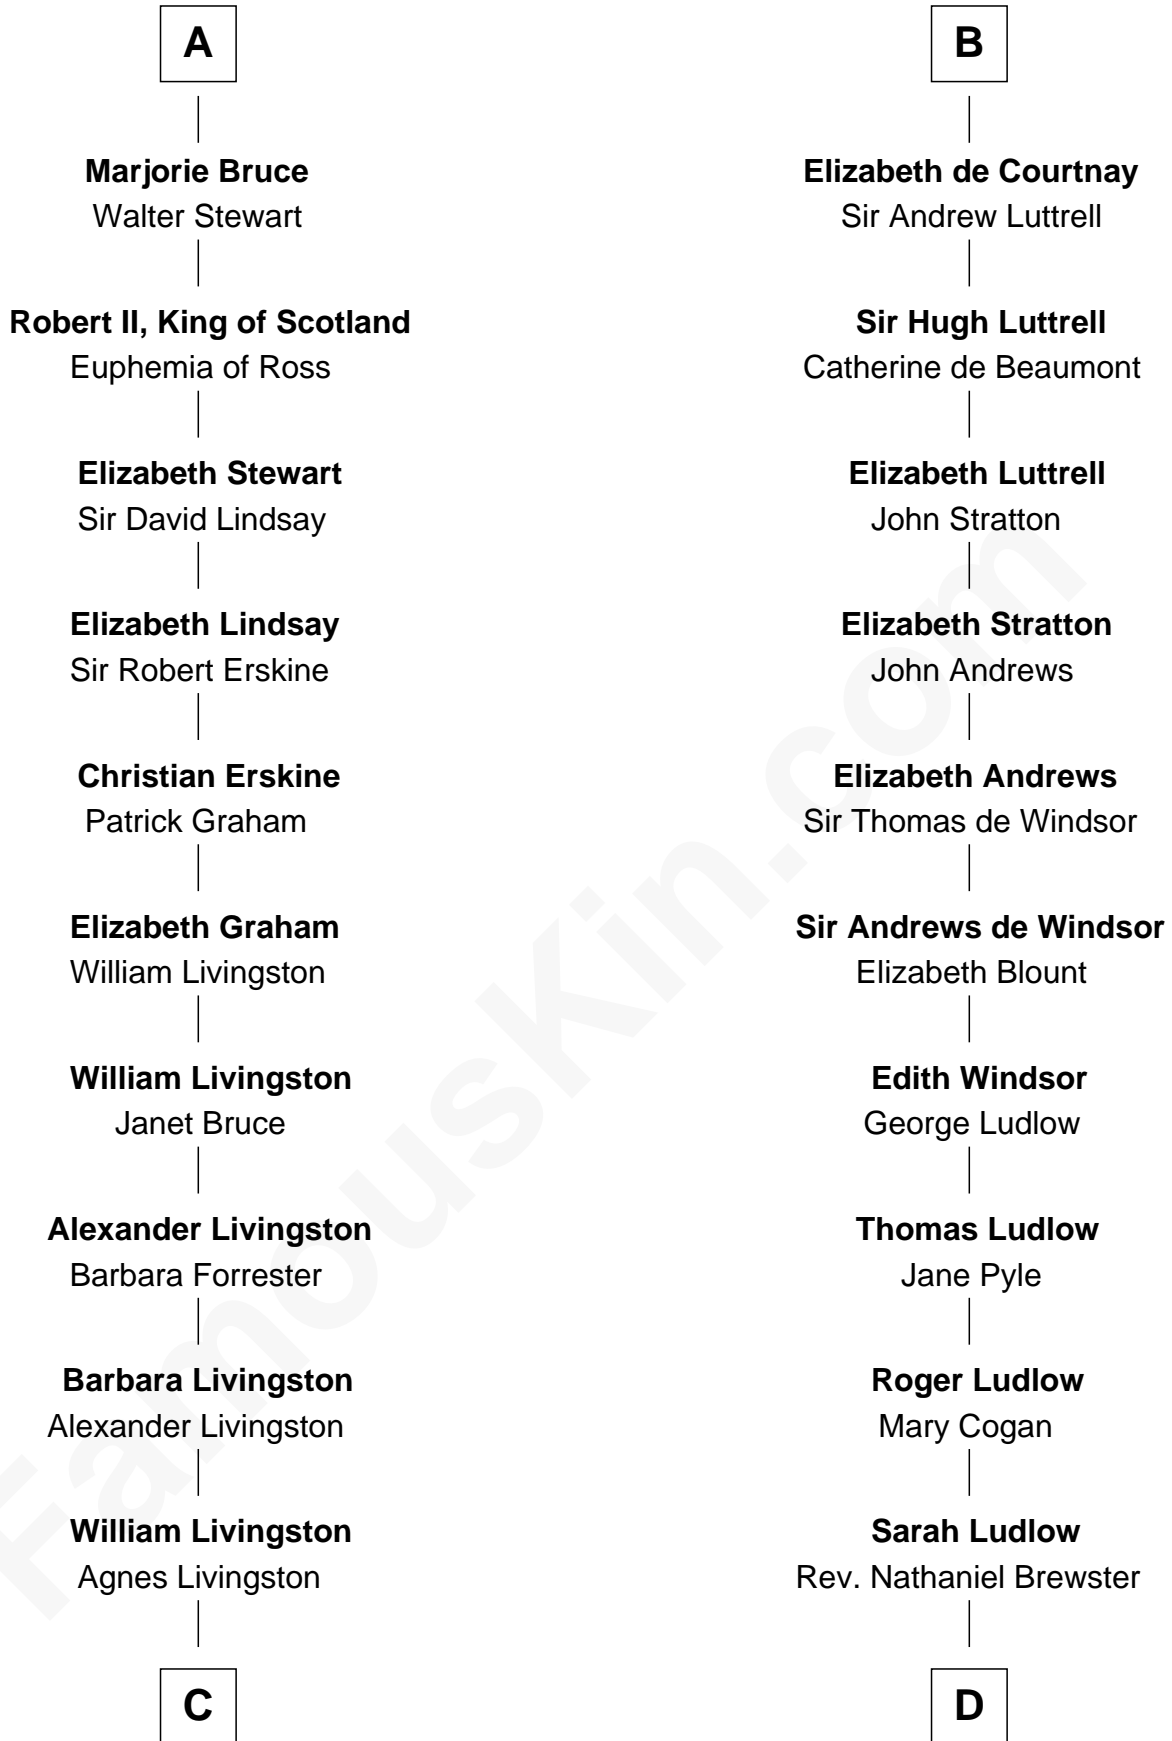 A
Marjorie Bruce
Walter Stewart
Robert II, King of Scotland
Euphemia of Ross
Elizabeth Stewart
Sir David Lindsay
Elizabeth Lindsay
Sir Robert Erskine
Christian Erskine
Patrick Graham
Elizabeth Graham
William Livingston
William Livingston
Janet Bruce
Alexander Livingston
Barbara Forrester
Barbara Livingston
Alexander Livingston
William Livingston
Agnes Livingston
C
B
Elizabeth de Courtnay
Sir Andrew Luttrell
Sir Hugh Luttrell
Catherine de Beaumont
Elizabeth Luttrell
John Stratton
Elizabeth Stratton
John Andrews
Elizabeth Andrews
Sir Thomas de Windsor
Sir Andrews de Windsor
Elizabeth Blount
Edith Windsor
George Ludlow
Thomas Ludlow
Jane Pyle
Roger Ludlow
Mary Cogan
Sarah Ludlow
Rev. Nathaniel Brewster
D
FamousKin.com